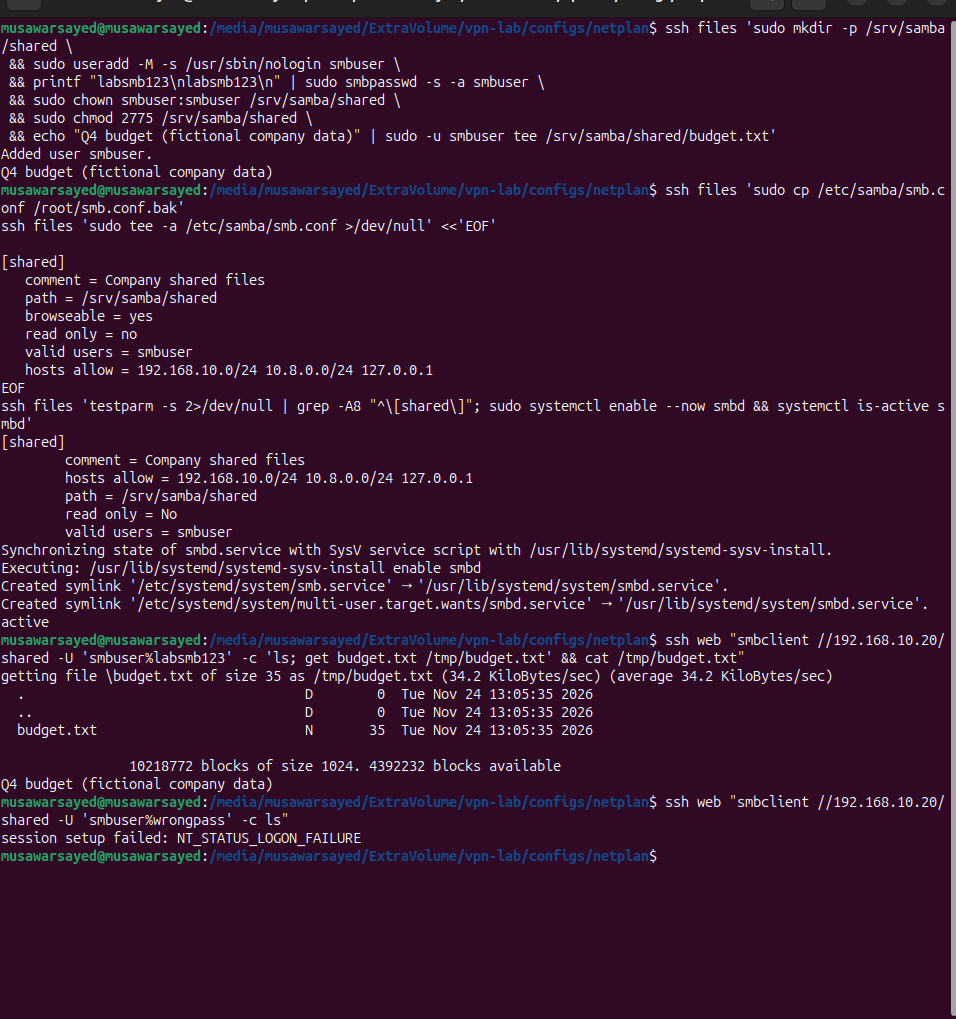 musawarsayed@musawarsayed:/media/musawarsayed/ExtraVolume/vpn-lab/configs/netplan$ ssh files 'sudo mkdir -p /srv/samba
/shared \
 && sudo useradd -M -s /usr/sbin/nologin smbuser \
 && printf "labsmb123\nlabsmb123\n" | sudo smbpasswd -s -a smbuser \
 && sudo chown smbuser:smbuser /srv/samba/shared \
 && sudo chmod 2775 /srv/samba/shared \
 && echo "Q4 budget (fictional company data)" | sudo -u smbuser tee /srv/samba/shared/budget.txt'
Added user smbuser.
Q4 budget (fictional company data)
musawarsayed@musawarsayed:/media/musawarsayed/ExtraVolume/vpn-lab/configs/netplan$ ssh files 'sudo cp /etc/samba/smb.c
onf /root/smb.conf.bak'
ssh files 'sudo tee -a /etc/samba/smb.conf >/dev/null' <<'EOF'

[shared]
   comment = Company shared files
   path = /srv/samba/shared
   browseable = yes
   read only = no
   valid users = smbuser
   hosts allow = 192.168.10.0/24 10.8.0.0/24 127.0.0.1
EOF
ssh files 'testparm -s 2>/dev/null | grep -A8 "^\[shared\]"; sudo systemctl enable --now smbd && systemctl is-active s
mbd'
[shared]
        comment = Company shared files
        hosts allow = 192.168.10.0/24 10.8.0.0/24 127.0.0.1
        path = /srv/samba/shared
        read only = No
        valid users = smbuser
Synchronizing state of smbd.service with SysV service script with /usr/lib/systemd/systemd-sysv-install.
Executing: /usr/lib/systemd/systemd-sysv-install enable smbd
Created symlink '/etc/systemd/system/smb.service' → '/usr/lib/systemd/system/smbd.service'.
Created symlink '/etc/systemd/system/multi-user.target.wants/smbd.service' → '/usr/lib/systemd/system/smbd.service'.
active
musawarsayed@musawarsayed:/media/musawarsayed/ExtraVolume/vpn-lab/configs/netplan$ ssh web "smbclient //192.168.10.20/
shared -U 'smbuser%labsmb123' -c 'ls; get budget.txt /tmp/budget.txt' && cat /tmp/budget.txt"
getting file \budget.txt of size 35 as /tmp/budget.txt (34.2 KiloBytes/sec) (average 34.2 KiloBytes/sec)
  .                                   D        0  Tue Nov 24 13:05:35 2026
  ..                                  D        0  Tue Nov 24 13:05:35 2026
  budget.txt                          N       35  Tue Nov 24 13:05:35 2026

                10218772 blocks of size 1024. 4392232 blocks available
Q4 budget (fictional company data)
musawarsayed@musawarsayed:/media/musawarsayed/ExtraVolume/vpn-lab/configs/netplan$ ssh web "smbclient //192.168.10.20/
shared -U 'smbuser%wrongpass' -c ls"
session setup failed: NT_STATUS_LOGON_FAILURE
musawarsayed@musawarsayed:/media/musawarsayed/ExtraVolume/vpn-lab/configs/netplan$